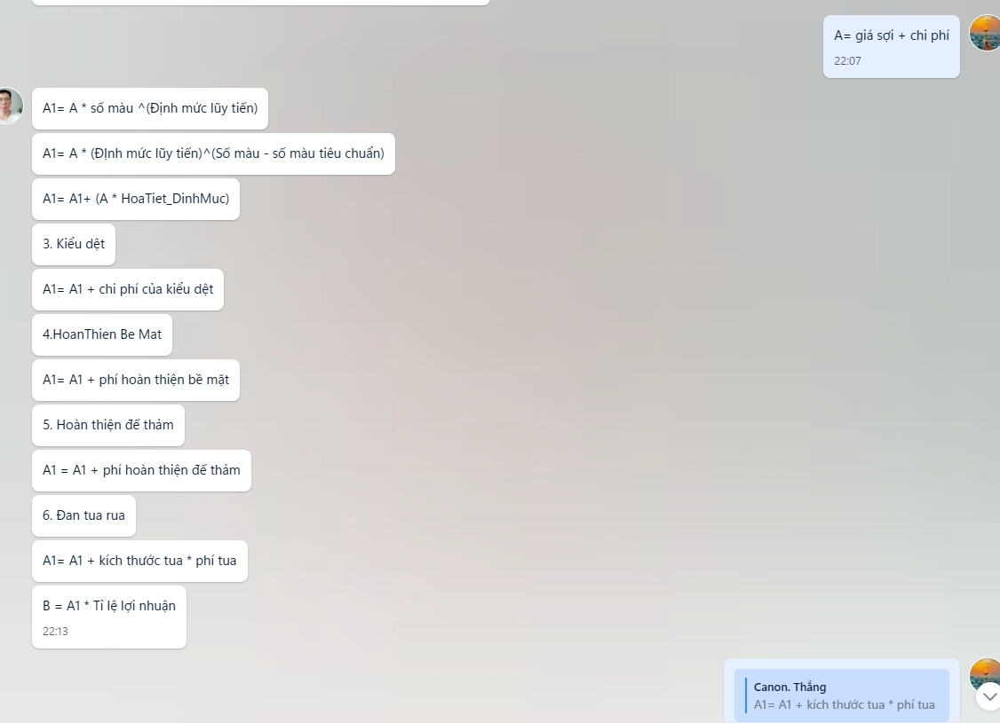 A= giá sợi + chi phí
22:07
A1= A * số màu ^(Định mức lũy tiến)
A1= A * (ĐỊnh mức lũy tiến)^(Số màu - số màu tiêu chuẩn)
A1= A1+ (A * HoaTiet_DinhMuc)
3. Kiểu dệt
A1= A1 + chi phí của kiểu dệt
4.HoanThien Be Mat
A1= A1 + phí hoàn thiện bề mặt
5. Hoàn thiện đế thảm
A1 = A1 + phí hoàn thiện đế thảm
6. Đan tua rua
A1= A1 + kích thước tua * phí tua
B = A1 * Tỉ lệ lợi nhuận
22:13
Canon. Thắng
A1= A1 + kích thước tua * phí tua